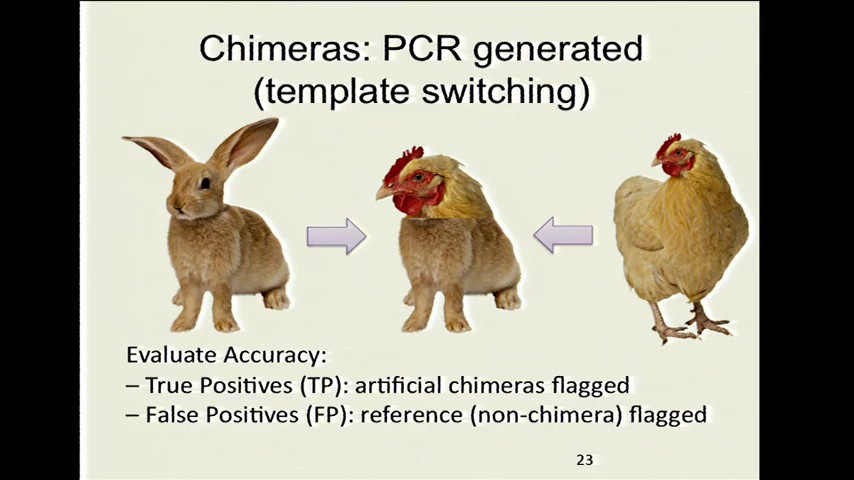 Chimeras: PCR generated
(template switching)
Evaluate Accuracy:
– True Positives (TP): artificial chimeras flagged
– False Positives (FP): reference (non-chimera) flagged
23